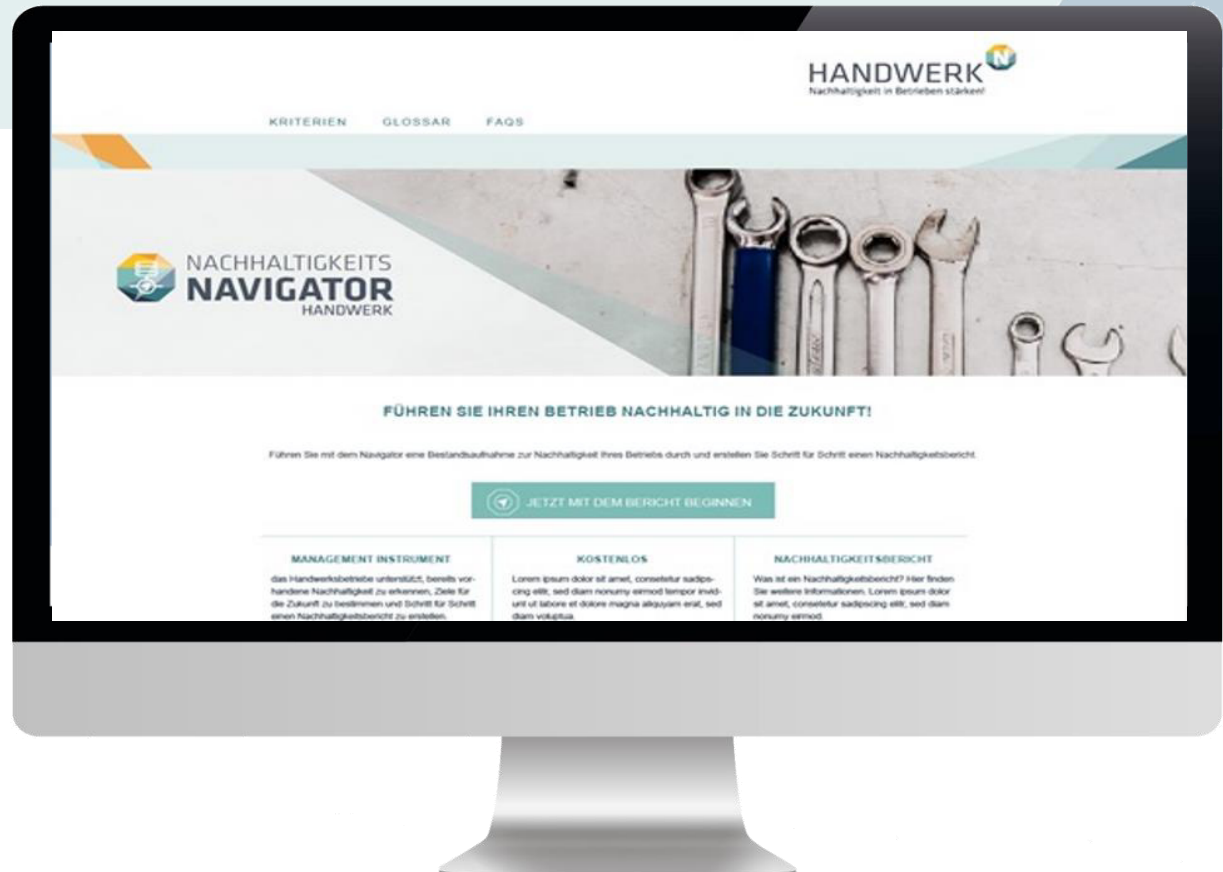 HANDWERK N
Nachhaltigkeit in Betrieben stärken!
KRITERIEN GLOSSAR FAQS
NACHHALTIGKEITS
NAVIGATOR
HANDWERK
FÜHREN SIE IHREN BETRIEB NACHHALTIG IN DIE ZUKUNFT!
Führen Sie mit dem Navigator eine Bestandsaufnahme zur Nachhaltigkeit Ihres Betriebs durch und erstellen Sie Schritt für Schritt einen Nachhaltigkeitsbericht.
JETZT MIT DEM BERICHT BEGINNEN
MANAGEMENT INSTRUMENT
das Handwerksbetriebe unterstützt, bereits vor-
handene Nachhaltigkeit zu erkennen, Ziele für
die Zukunft zu bestimmen und Schritt für Schritt
einen Nachhaltigkeitsbericht zu erstellen.
KOSTENLOS
Lorem ipsum dolor sit amet, consetetur sadips-
cing elitr, sed diam nonumy eirmod tempor invid-
unt ut labore et dolore magna aliquyam erat, sed
diam voluptua.
NACHHALTIGKEITSBERICHT
Was ist ein Nachhaltigkeitsbericht? Hier finden
Sie weitere Informationen. Lorem ipsum dolor
sit amet, consetetur sadipscing elitr, sed diam
nonumy eirmod.